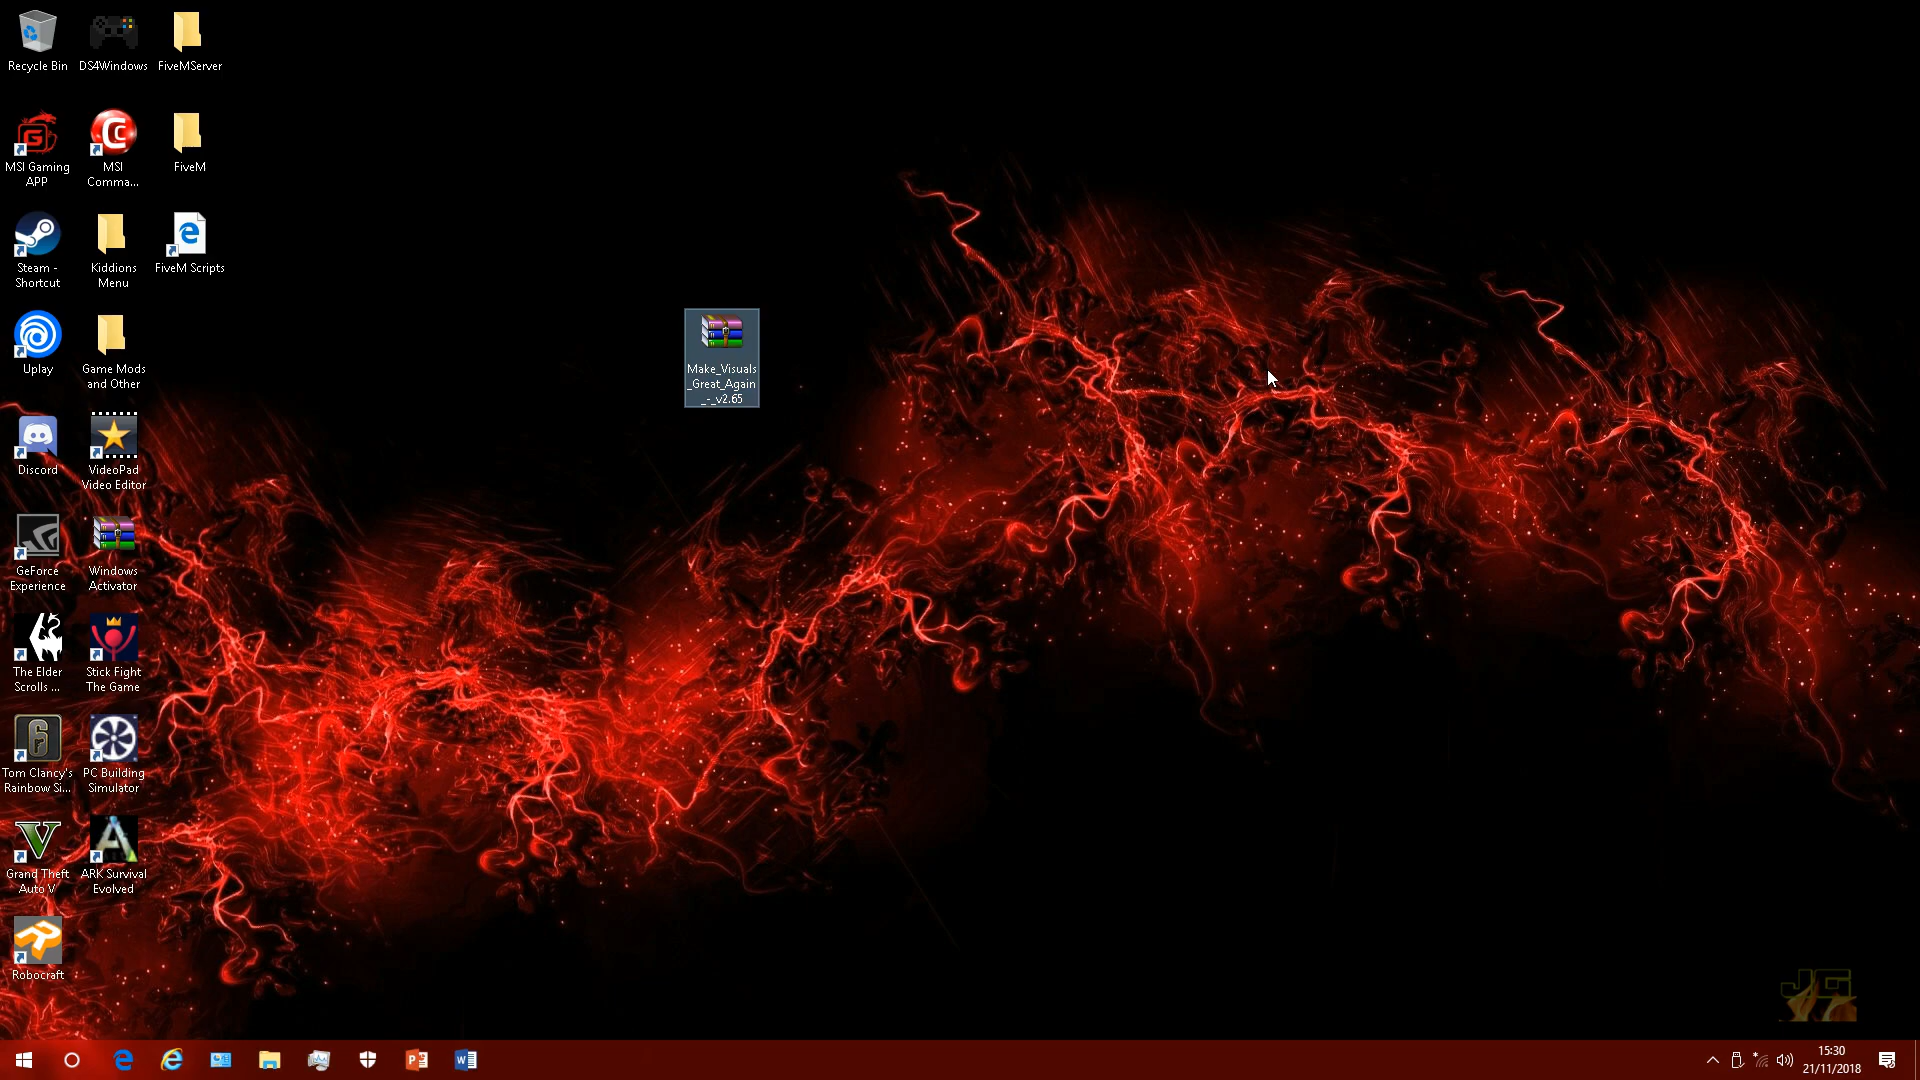 Recycle Bin
DS4Windows
FiveMServer
MSI Gaming
APP
MSI
Comma...
FiveM
Steam -
Shortcut
Kiddions
Menu
FiveM Scripts
Uplay
Game Mods
and Other
Make_Visuals
_Great_Again
_-_v2.65
Discord
VideoPad
Video Editor
GeForce
Experience
Windows
Activator
The Elder
Scrolls ...
Stick Fight
The Game
Tom Clancy's
Rainbow Si...
PC Building
Simulator
Grand Theft
Auto V
ARK Survival
Evolved
Robocraft
JG
15:30
21/11/2018